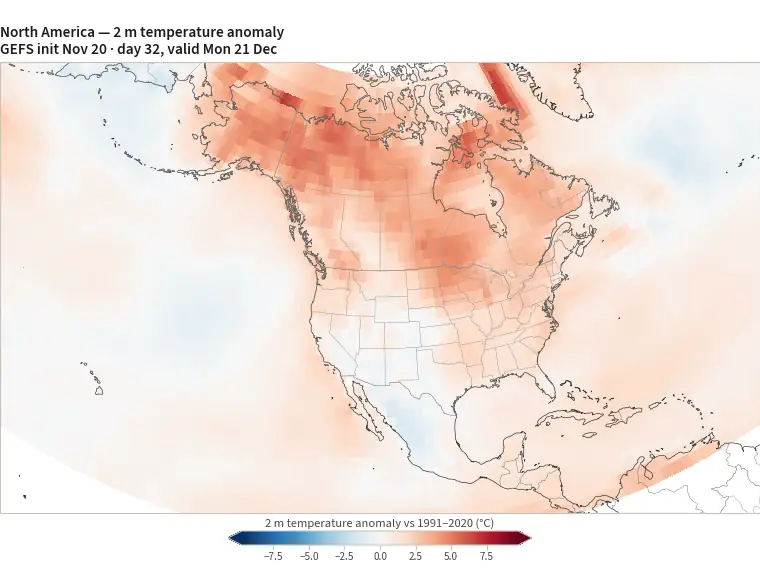 North America — 2 m temperature anomaly
GEFS init Nov 20 · day 32, valid Mon 21 Dec
2 m temperature anomaly vs 1991–2020 (°C)
−7.5 −5.0 −2.5 0.0 2.5 5.0 7.5